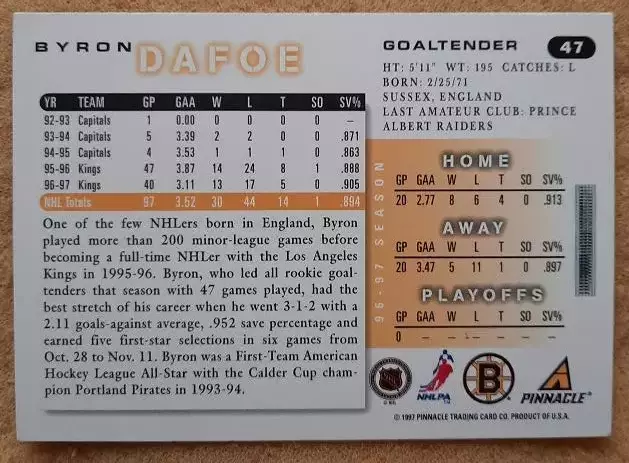 BYRON DAFOE
YR TEAM GP GAA W L T SO SV%
92-93 Capitals 1 0.00 0 0 0 0 –
93-94 Capitals 5 3.39 2 2 0 0 .871
94-95 Capitals 4 3.53 1 1 1 0 .863
95-96 Kings 47 3.87 14 24 8 1 .888
96-97 Kings 40 3.11 13 17 5 0 .905
NHL Totals 97 3.52 30 44 14 1 .894
One of the few NHLers born in England, Byron
played more than 200 minor-league games before
becoming a full-time NHLer with the Los Angeles
Kings in 1995-96. Byron, who led all rookie goal-
tenders that season with 47 games played, had the
best stretch of his career when he went 3-1-2 with a
2.11 goals-against average, .952 save percentage and
earned five first-star selections in six games from
Oct. 28 to Nov. 11. Byron was a First-Team American
Hockey League All-Star with the Calder Cup cham-
pion Portland Pirates in 1993-94.
GOALTENDER 47
HT: 5'11" WT: 195 CATCHES: L
BORN: 2/25/71
SUSSEX, ENGLAND
LAST AMATEUR CLUB: PRINCE
ALBERT RAIDERS
96-97 SEASON
HOME
GP GAA W L T SO SV%
20 2.77 8 6 4 0 .913
AWAY
GP GAA W L T SO SV%
20 3.47 5 11 1 0 .897
PLAYOFFS
GP GAA W L T SO SV%
0 – – – – – –
NHL
NHLPA
B
PINNACLE
© 1997 PINNACLE TRADING CARD CO. PRODUCT OF U.S.A.